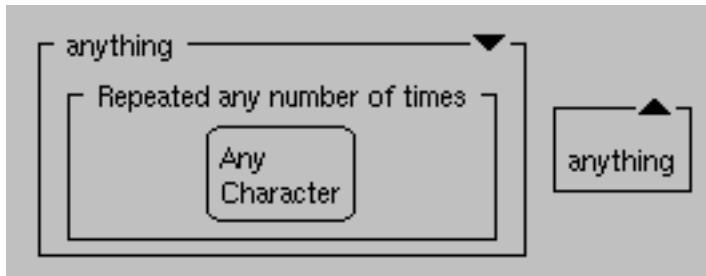 anything
Repeated any number of times
Any
Character
anything